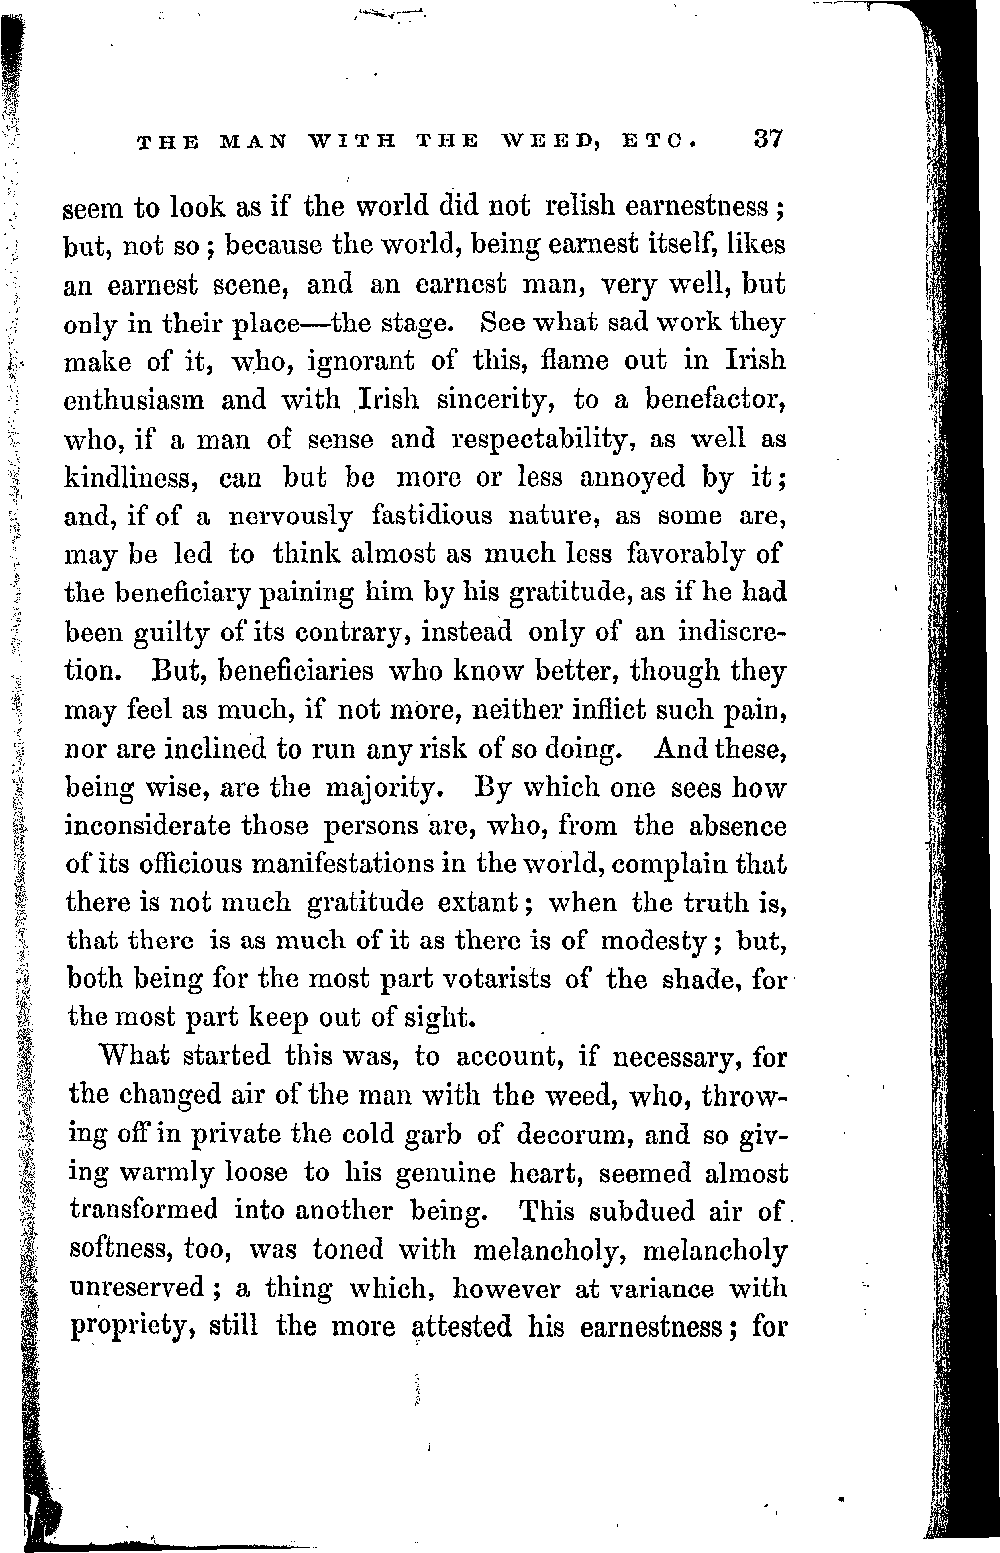 THE MAN WITH THE WEED, ETC. 37
seem to look as if the world did not relish earnestness;
but, not so; because the world, being earnest itself, likes
an earnest scene, and an earnest man, very well, but
only in their place—the stage. See what sad work they
make of it, who, ignorant of this, flame out in Irish
enthusiasm and with Irish sincerity, to a benefactor,
who, if a man of sense and respectability, as well as
kindliness, can but be more or less annoyed by it;
and, if of a nervously fastidious nature, as some are,
may be led to think almost as much less favorably of
the beneficiary paining him by his gratitude, as if he had
been guilty of its contrary, instead only of an indiscre-
tion. But, beneficiaries who know better, though they
may feel as much, if not more, neither inflict such pain,
nor are inclined to run any risk of so doing. And these,
being wise, are the majority. By which one sees how
inconsiderate those persons are, who, from the absence
of its officious manifestations in the world, complain that
there is not much gratitude extant; when the truth is,
that there is as much of it as there is of modesty; but,
both being for the most part votarists of the shade, for
the most part keep out of sight.
What started this was, to account, if necessary, for
the changed air of the man with the weed, who, throw-
ing off in private the cold garb of decorum, and so giv-
ing warmly loose to his genuine heart, seemed almost
transformed into another being. This subdued air of
softness, too, was toned with melancholy, melancholy
unreserved; a thing which, however at variance with
propriety, still the more attested his earnestness; for